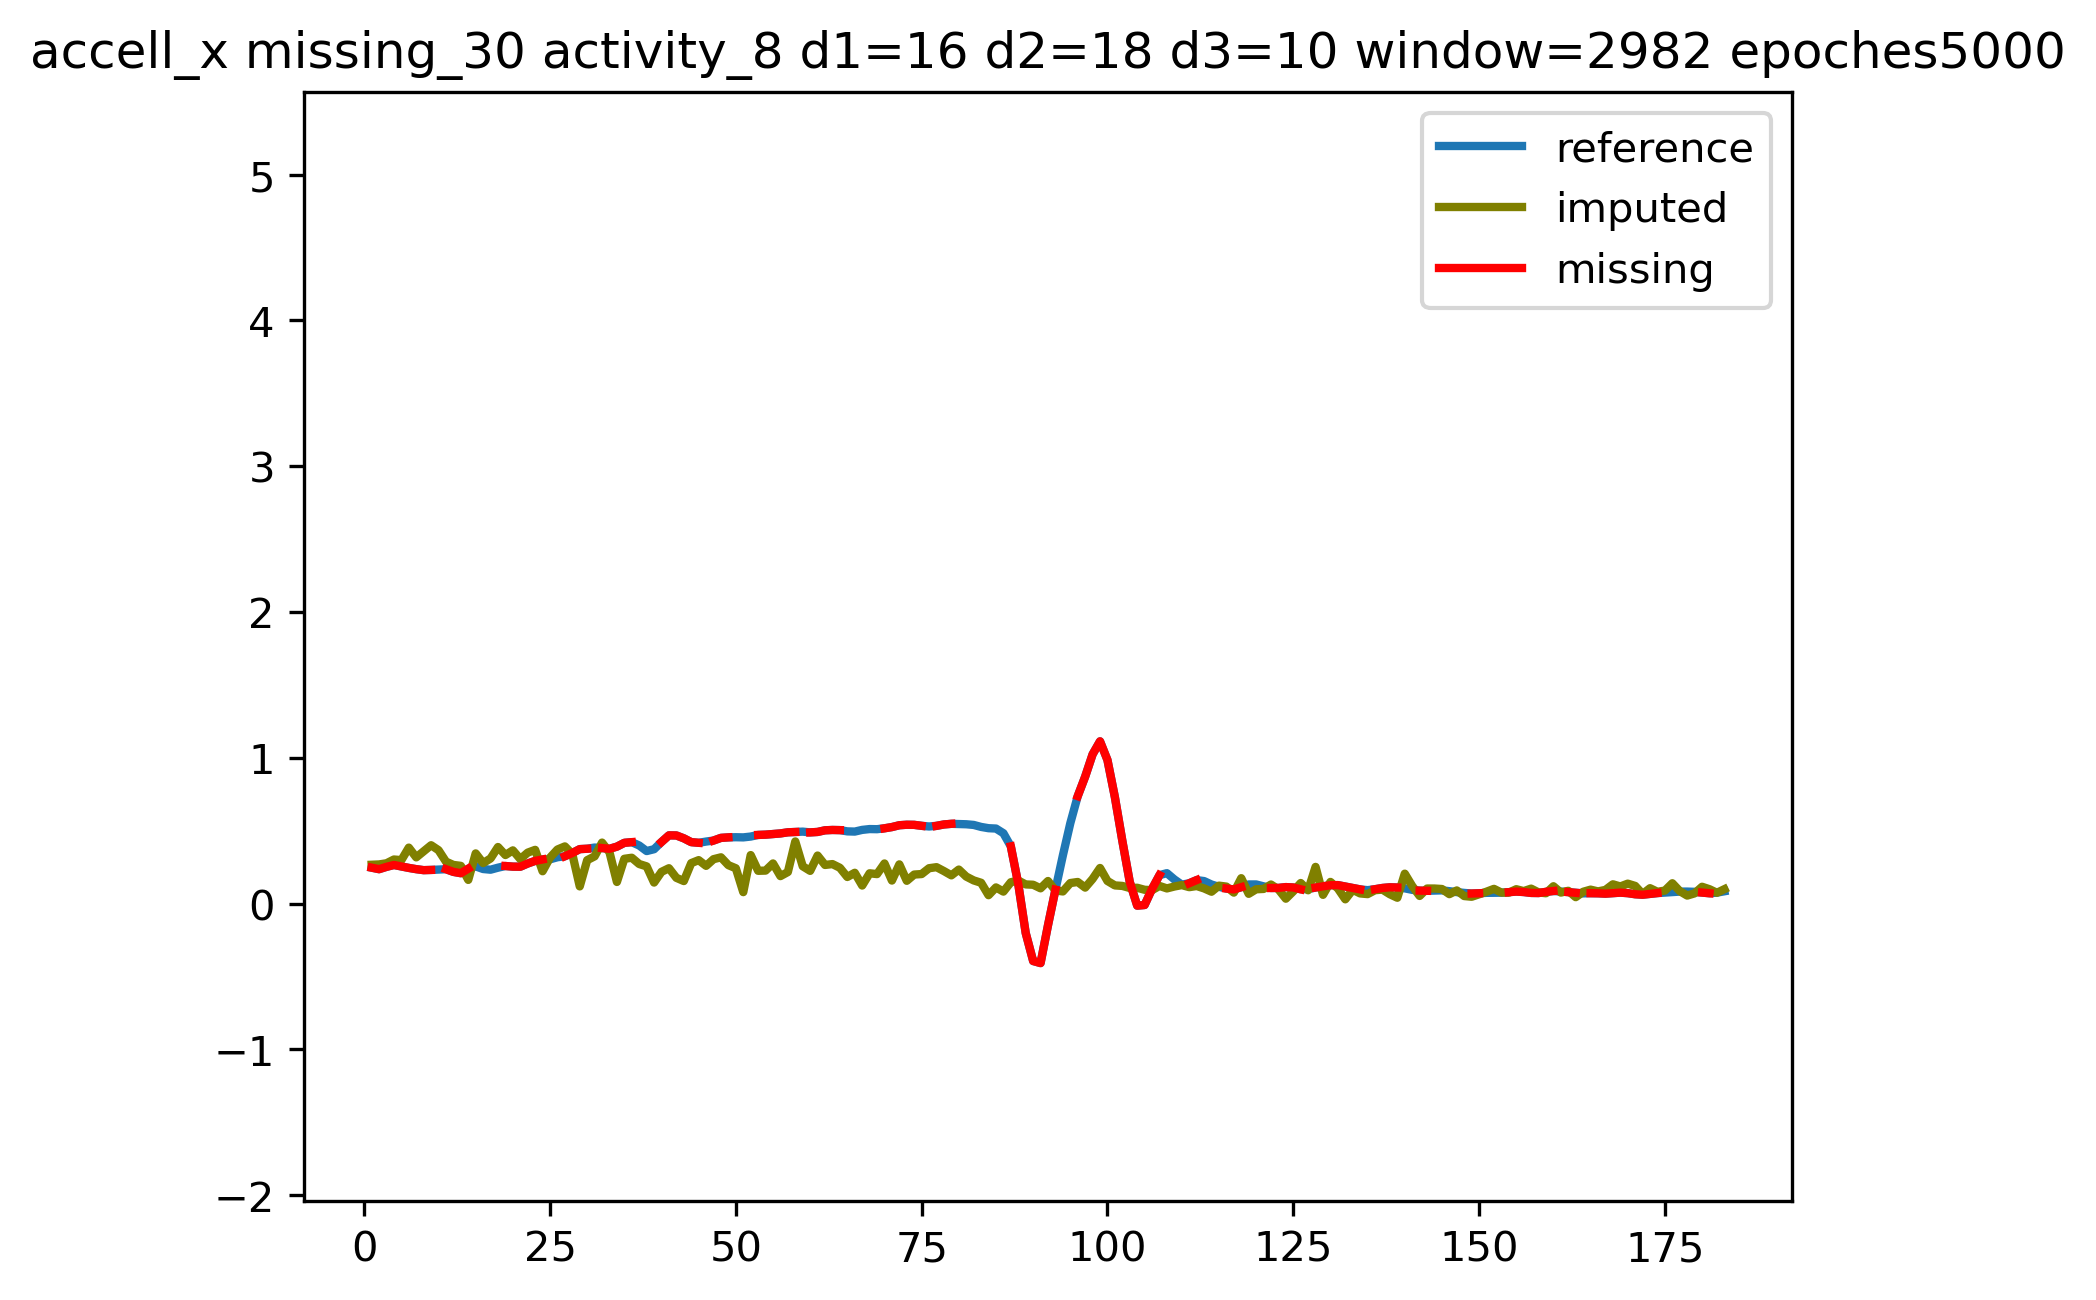 accell_x missing_30 activity_8 d1=16 d2=18 d3=10 window=2982 epoches5000
reference
imputed
missing
5
4
3
2
1
0
−1
−2
0 25 50 75 100 125 150 175